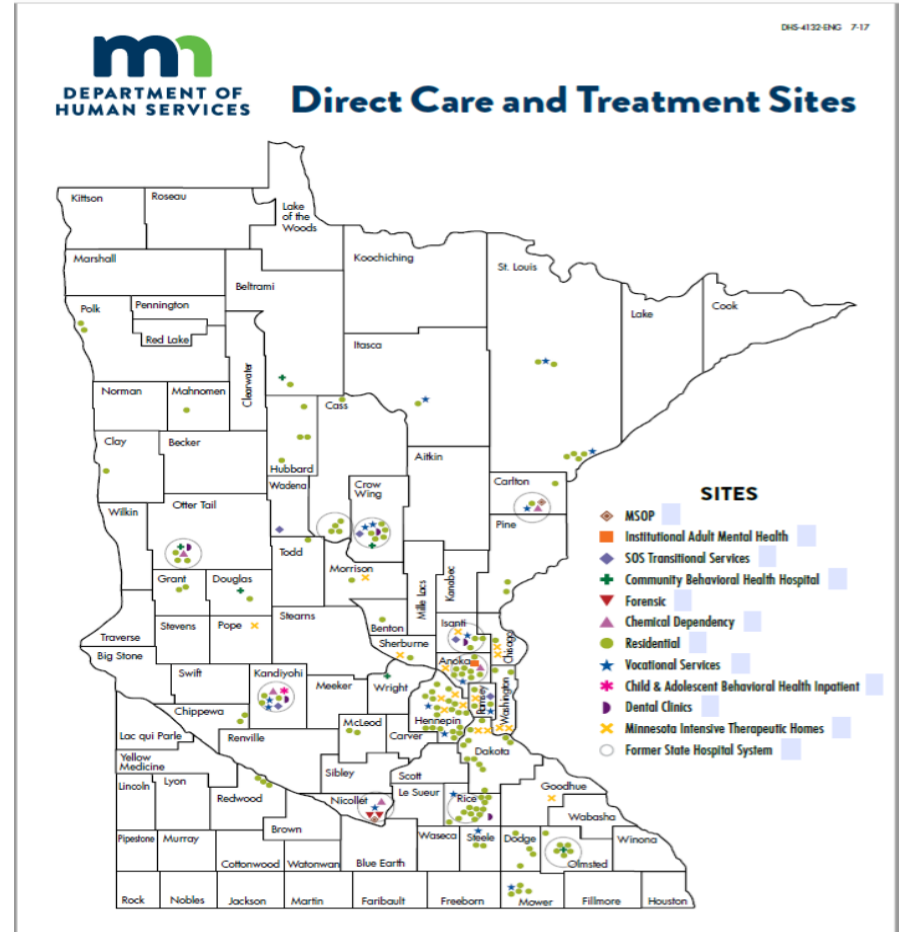 DHS-4132-ENG 7-17
mn
DEPARTMENT OF
HUMAN SERVICES
Direct Care and Treatment Sites
Kittson
Roseau
Lake
of the
Woods
Marshall
Koochiching
St. Louis
Beltrami
Polk
Pennington
Lake
Cook
Red Lake
Itasca
Clearwater
Norman
Mahnomen
Cass
Clay
Becker
Aitkin
Hubbard
Wadena
Crow
Wing
Carlton
Wilkin
Otter Tail
Pine
Todd
Morrison
Grant
Douglas
Mille Lacs
Kanabec
Stevens
Pope
Stearns
Benton
Isanti
Traverse
Sherburne
Chisago
Big Stone
Anoka
Swift
Kandiyohi
Meeker
Wright
Ramsey
Washington
Chippewa
Hennepin
McLeod
Carver
Lac qui Parle
Renville
Dakota
Yellow
Medicine
Sibley
Scott
Lincoln
Lyon
Redwood
Nicollet
Le Sueur
Rice
Goodhue
Wabasha
Brown
Pipestone
Murray
Waseca
Steele
Dodge
Winona
Cottonwood
Watonwan
Blue Earth
Olmsted
Rock
Nobles
Jackson
Martin
Faribault
Freeborn
Mower
Fillmore
Houston
SITES
MSOP
Institutional Adult Mental Health
SOS Transitional Services
Community Behavioral Health Hospital
Forensic
Chemical Dependency
Residential
Vocational Services
Child & Adolescent Behavioral Health Inpatient
Dental Clinics
Minnesota Intensive Therapeutic Homes
Former State Hospital System